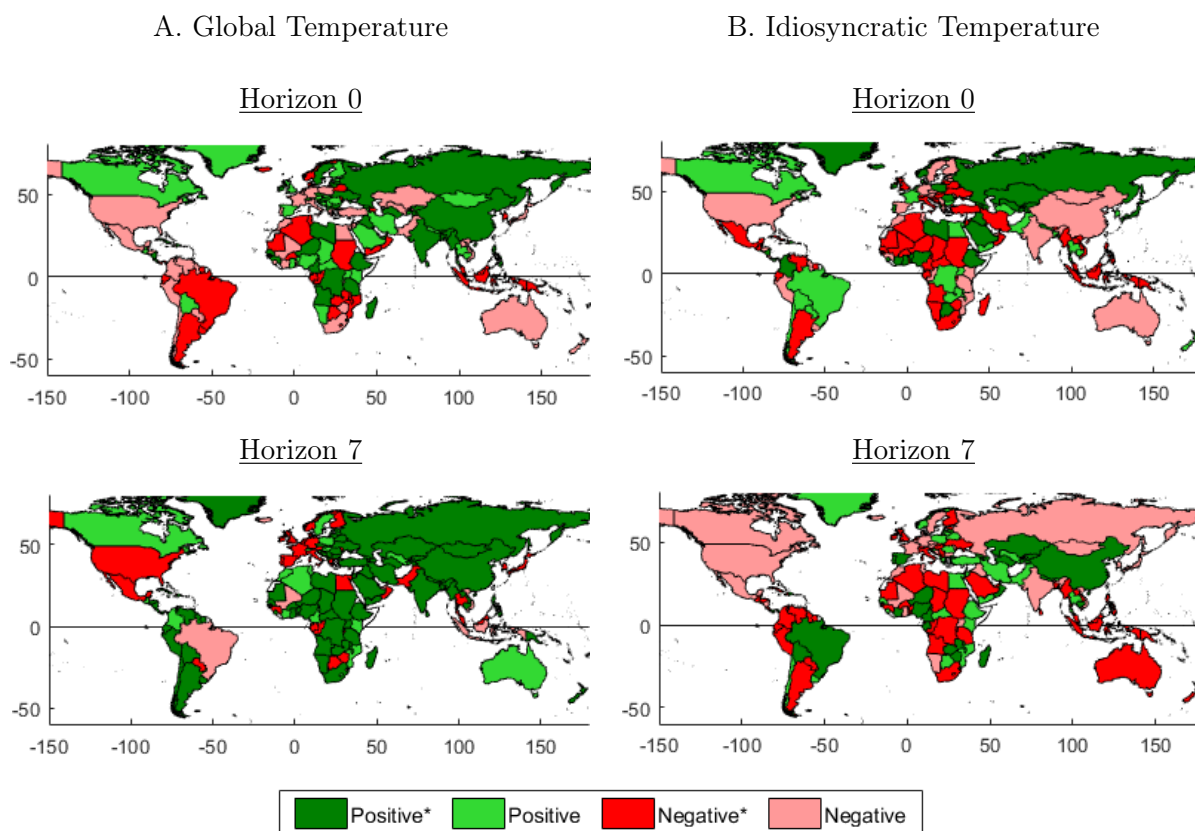 A. Global Temperature
B. Idiosyncratic Temperature
Horizon 0
Horizon 0
50
0
-50
-150 -100 -50 0 50 100 150
50
0
-50
-150 -100 -50 0 50 100 150
Horizon 7
Horizon 7
50
0
-50
-150 -100 -50 0 50 100 150
50
0
-50
-150 -100 -50 0 50 100 150
Positive* Positive Negative* Negative